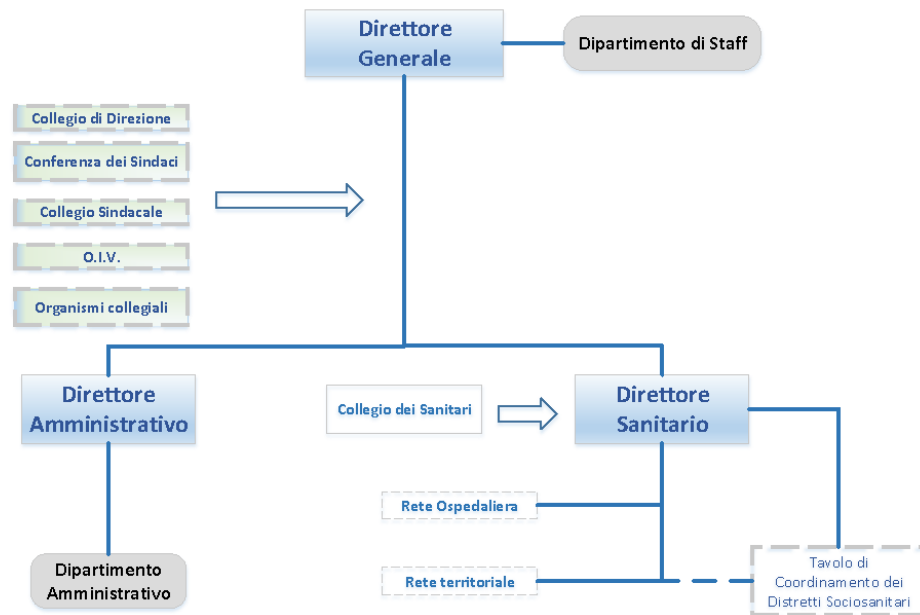 Direttore
Generale
Dipartimento di Staff
Collegio di Direzione
Conferenza dei Sindaci
Collegio Sindacale
O.I.V.
Organismi collegiali
Direttore
Amministrativo
Collegio dei Sanitari
Direttore
Sanitario
Rete Ospedaliera
Dipartimento
Amministrativo
Rete territoriale
Tavolo di
Coordinamento dei
Distretti Sociosanitari